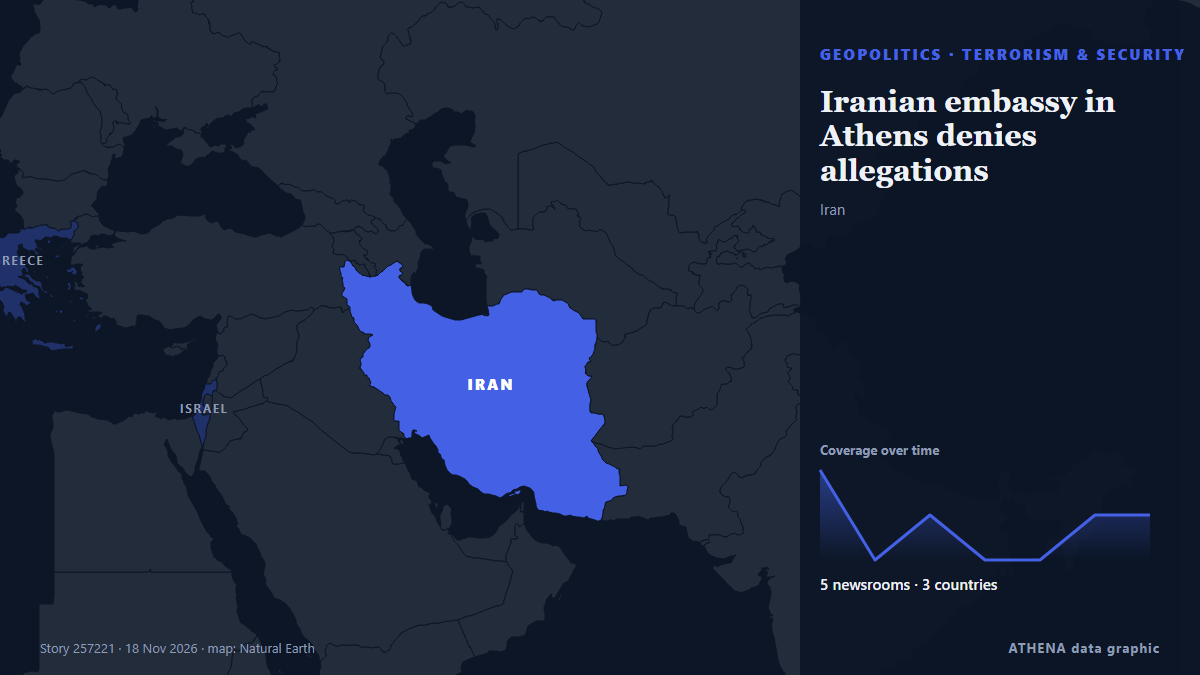 GEOPOLITICS · TERRORISM & SECURITY
Iranian embassy in
Athens denies
allegations
Iran
REECE
IRAN
ISRAEL
Coverage over time
5 newsrooms · 3 countries
Story 257221 · 18 Nov 2026 · map: Natural Earth
ATHENA data graphic